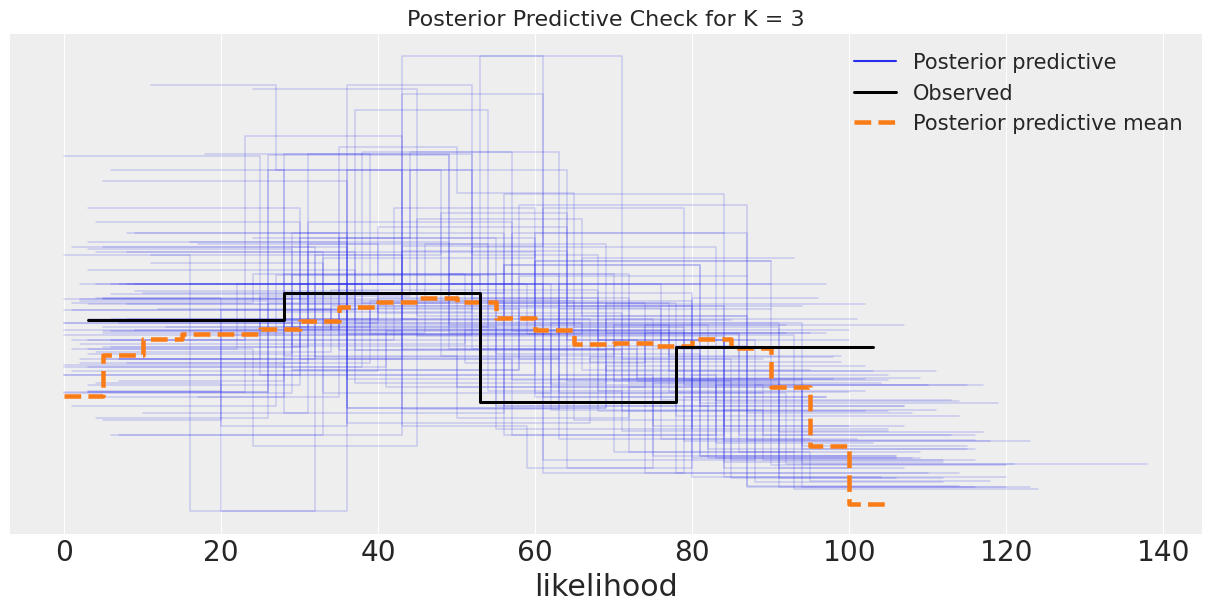 Posterior Predictive Check for K = 3
Posterior predictive
Observed
Posterior predictive mean
0 20 40 60 80 100 120 140
likelihood